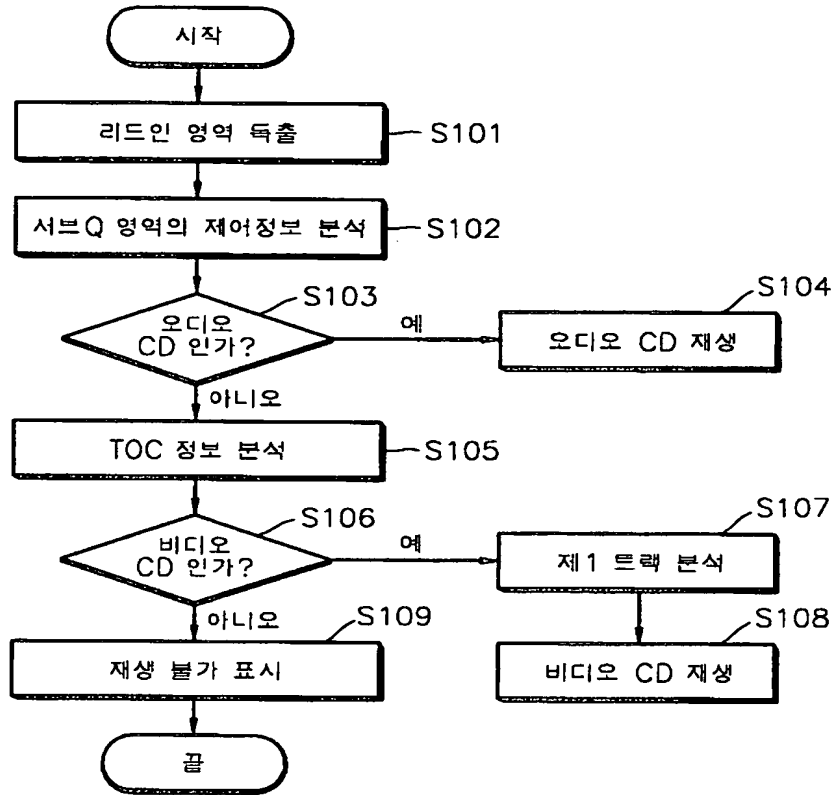 시작
리드인 영역 독출
S101
서브Q 영역의 제어정보 분석
S102
오디오
CD 인가?
S103
예
오디오 CD 재생
S104
아니오
TOC 정보 분석
S105
비디오
CD 인가?
S106
예
제1 트랙 분석
S107
비디오 CD 재생
S108
아니오
재생 불가 표시
S109
끝